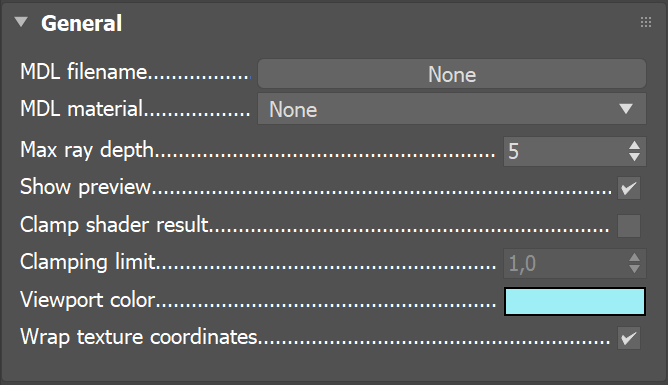 General
MDL filename................. None
MDL material.................. None
Max ray depth......................................................... 5
Show preview.............................................................................
Clamp shader result....................................................................
Clamping limit......................................................... 1,0
Viewport color.........................................................
Wrap texture coordinates...........................................................